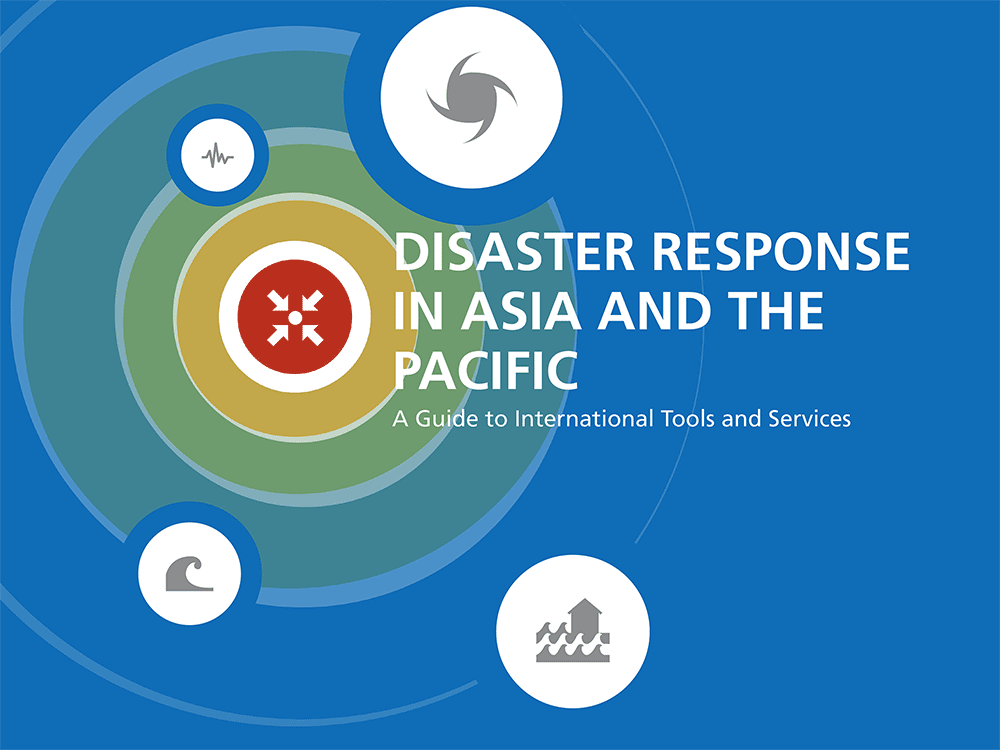 DISASTER RESPONSE
IN ASIA AND THE
PACIFIC
A Guide to International Tools and Services